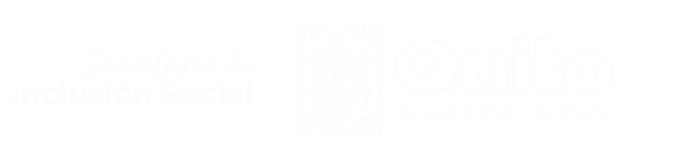 Secretaría de
Inclusión Social
Quito
Alcaldía Metropolitana